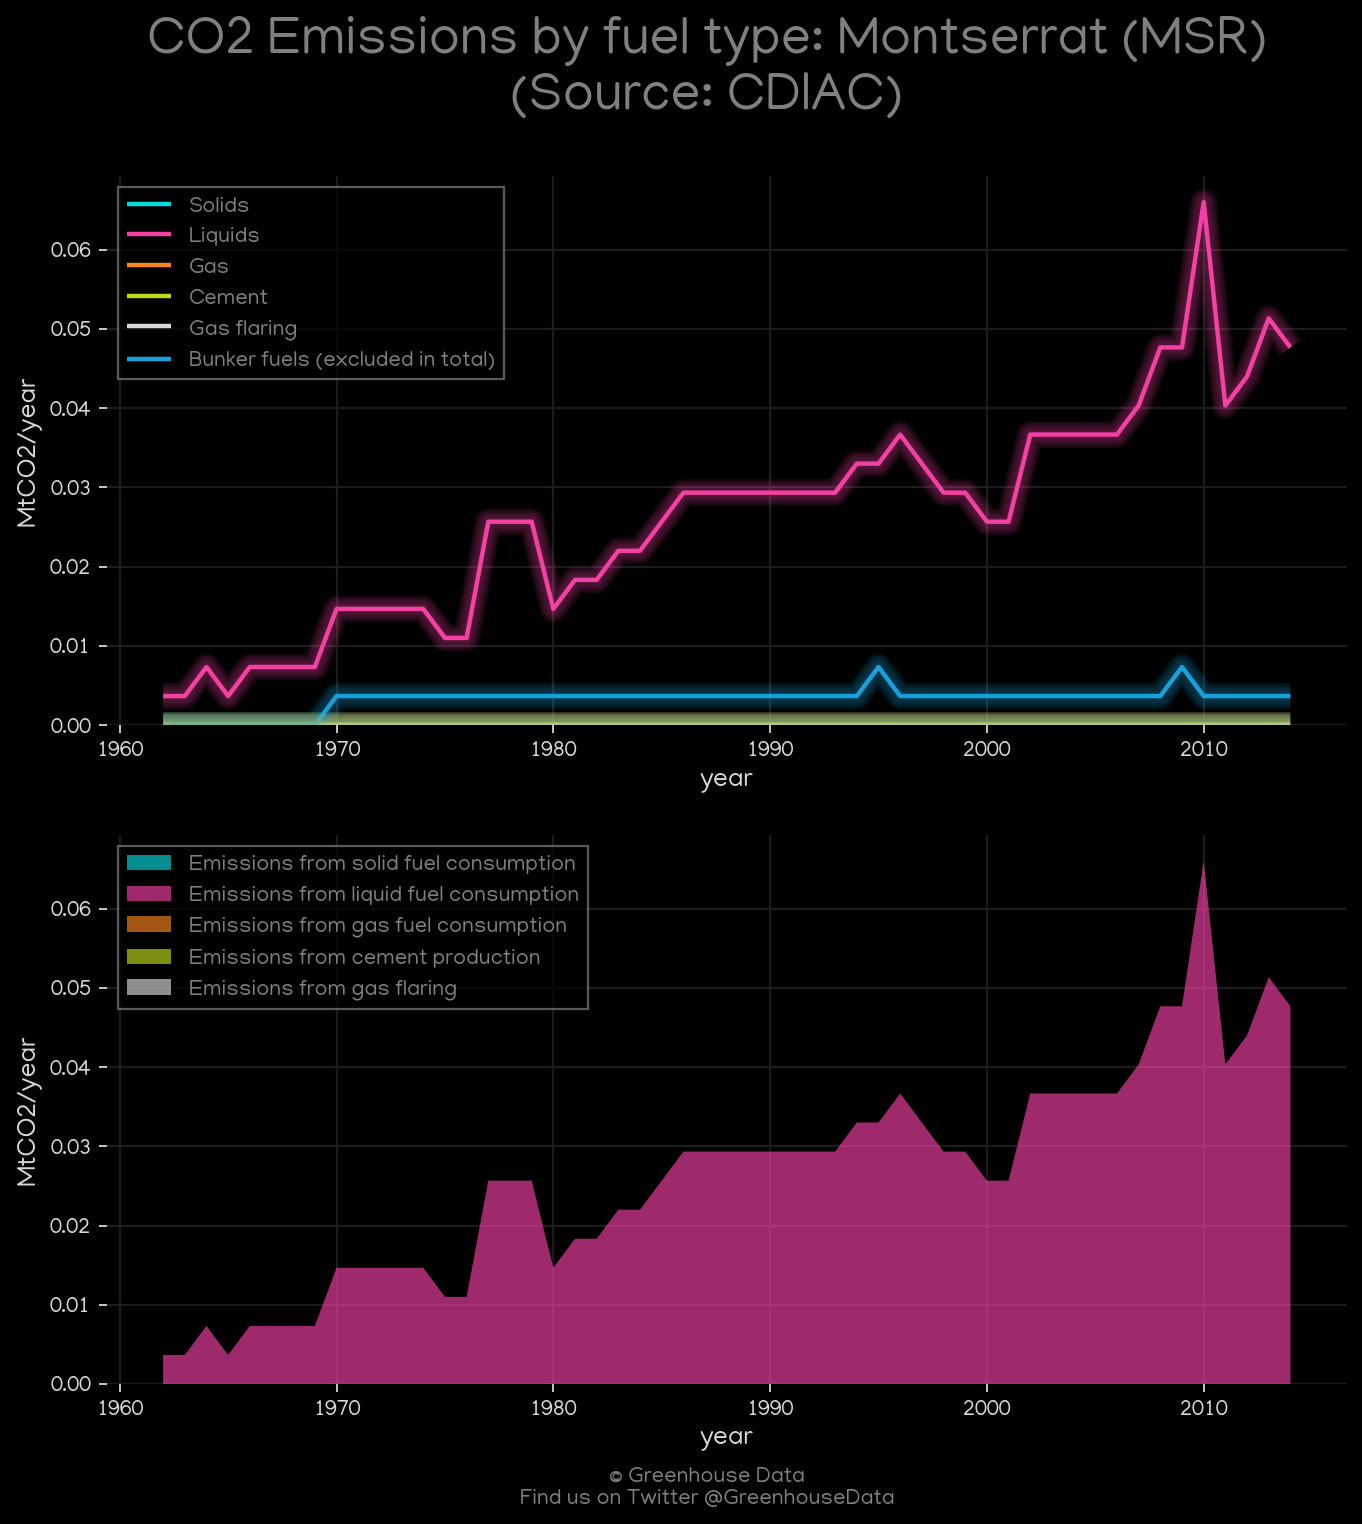 CO2 Emissions by fuel type: Montserrat (MSR)
(Source: CDIAC)
Solids
Liquids
Gas
Cement
Gas flaring
Bunker fuels (excluded in total)
MtCO2/year
0.06
0.05
0.04
0.03
0.02
0.01
0.00
1960 1970 1980 1990 2000 2010
year
Emissions from solid fuel consumption
Emissions from liquid fuel consumption
Emissions from gas fuel consumption
Emissions from cement production
Emissions from gas flaring
MtCO2/year
0.06
0.05
0.04
0.03
0.02
0.01
0.00
1960 1970 1980 1990 2000 2010
year
© Greenhouse Data
Find us on Twitter @GreenhouseData